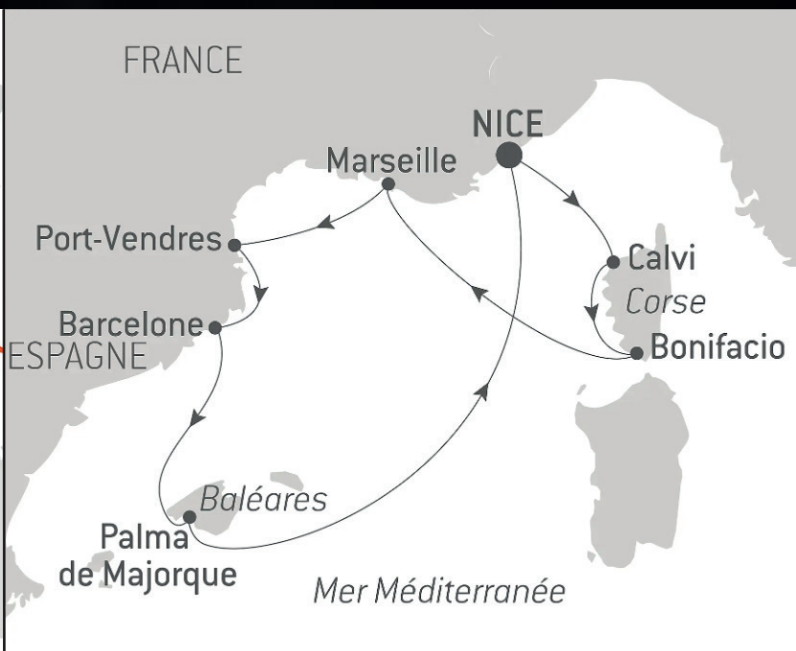 FRANCE
NICE
Marseille
Port-Vendres
Calvi
Corse
Barcelone
Bonifacio
ESPAGNE
Baléares
Palma
de Majorque
Mer Méditerranée